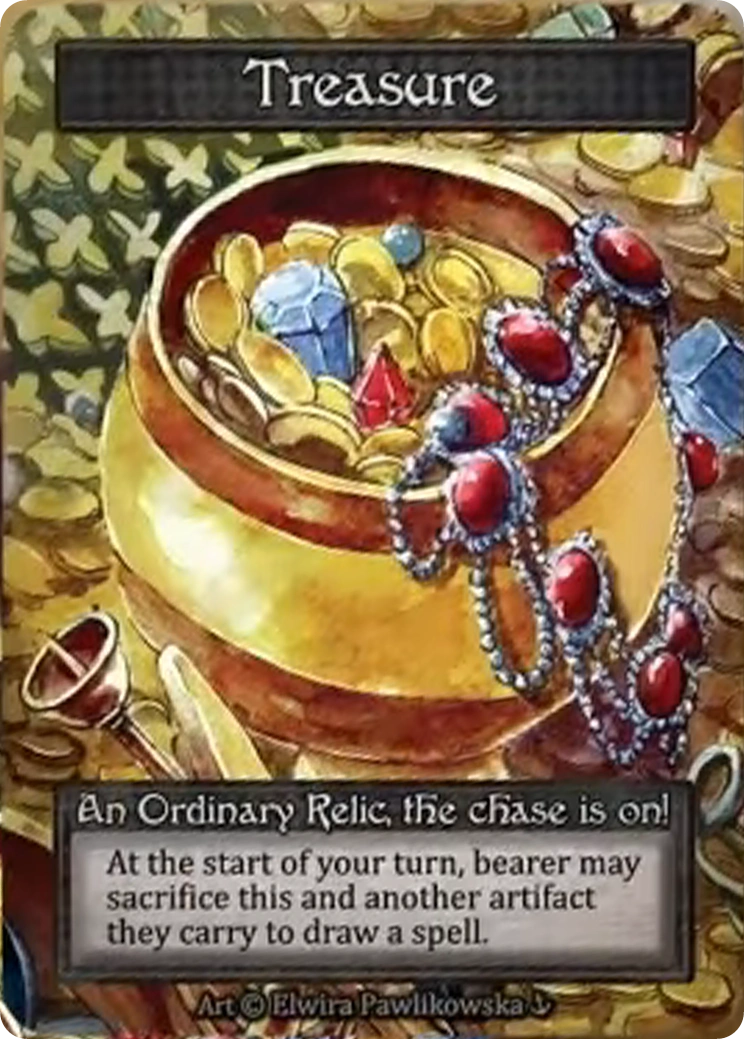 Treasure
An Ordinary Relic, the chase is on!
At the start of your turn, bearer may
sacrifice this and another artifact
they carry to draw a spell.
Art © Elwira Pawlikowska